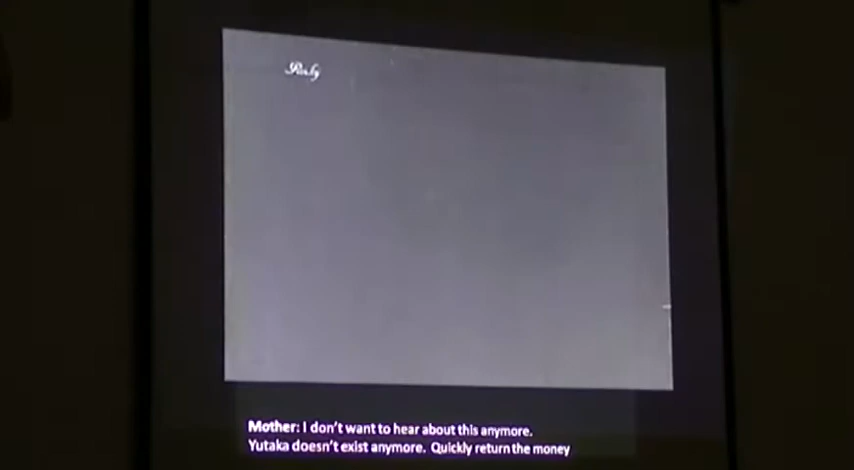 Mother: I don't want to hear about this anymore.
Yutaka doesn't exist anymore.  Quickly return the money